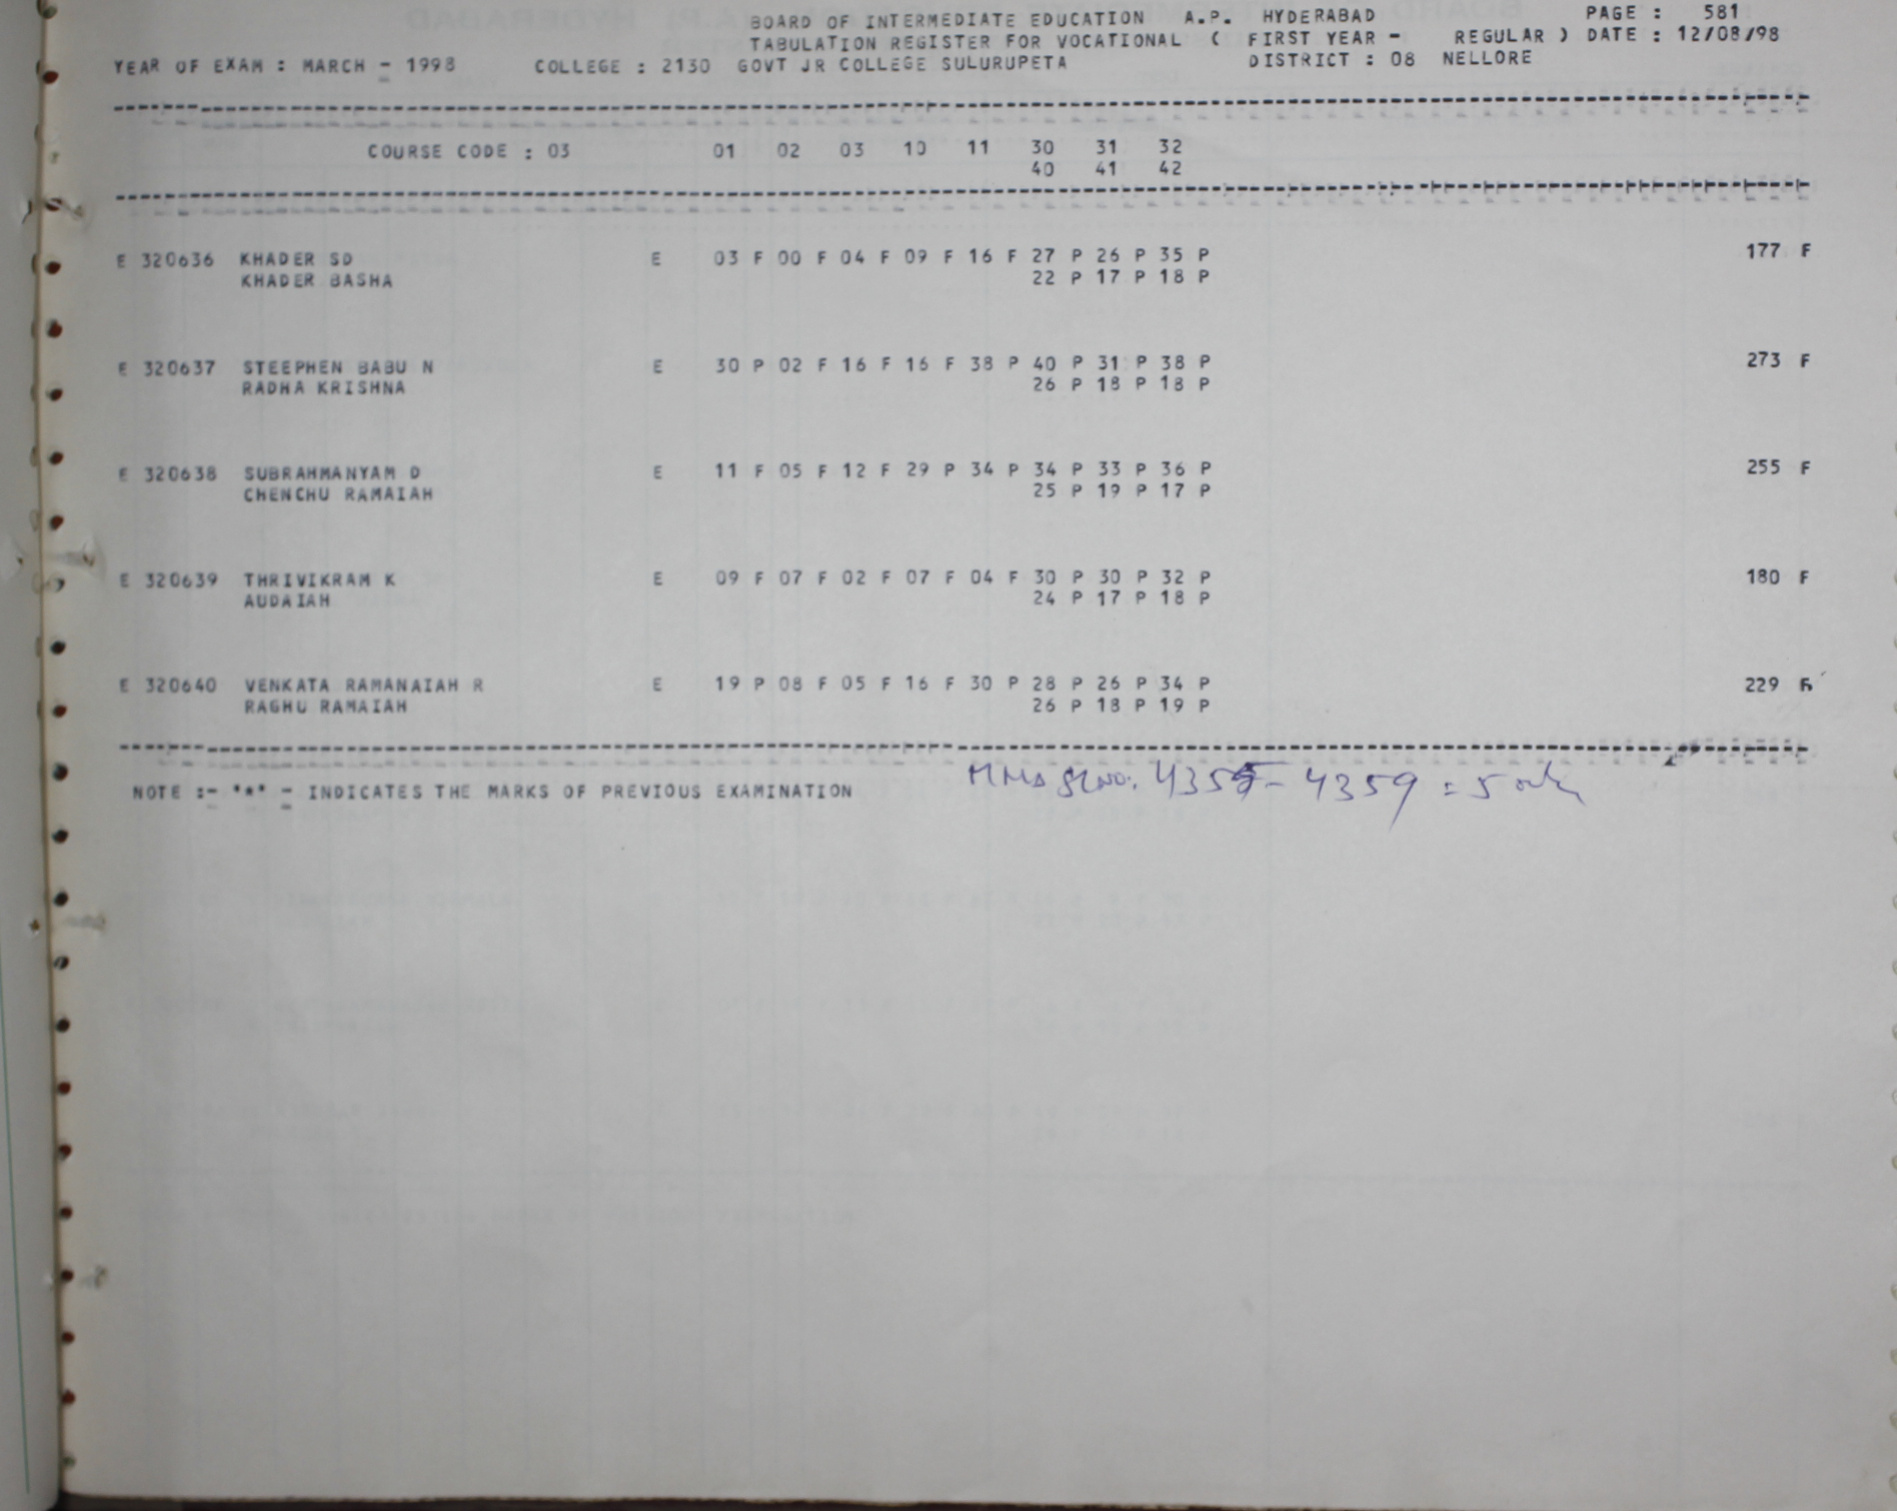 BOARD OF INTERMEDIATE EDUCATION A.P. HYDERABAD PAGE : 581
TABULATION REGISTER FOR VOCATIONAL ( FIRST YEAR - REGULAR ) DATE : 12/08/98
YEAR OF EXAM : MARCH - 1998 COLLEGE : 2130 GOVT JR COLLEGE SULURUPETA DISTRICT : 08 NELLORE
COURSE CODE : 03 01 02 03 10 11 30 31 32
40 41 42
E 320636 KHADER SD E 03 F 00 F 04 F 09 F 16 F 27 P 26 P 35 P 177 F
KHADER BASHA 22 P 17 P 18 P
E 320637 STEEPHEN BABU N E 30 P 02 F 16 F 16 F 38 P 40 P 31 P 38 P 273 F
RADHA KRISHNA 26 P 18 P 18 P
E 320638 SUBRAHMANYAM D E 11 F 05 F 12 F 29 P 34 P 34 P 33 P 36 P 255 F
CHENCHU RAMAIAH 25 P 19 P 17 P
E 320639 THRIVIKRAM K E 09 F 07 F 02 F 07 F 04 F 30 P 30 P 32 P 180 F
AUDAIAH 24 P 17 P 18 P
E 320640 VENKATA RAMANAIAH R E 19 P 08 F 05 F 16 F 30 P 28 P 26 P 34 P 229 F
RAGHU RAMAIAH 26 P 18 P 19 P
NOTE :- "*" - INDICATES THE MARKS OF PREVIOUS EXAMINATION
4355 - 4359 = 5